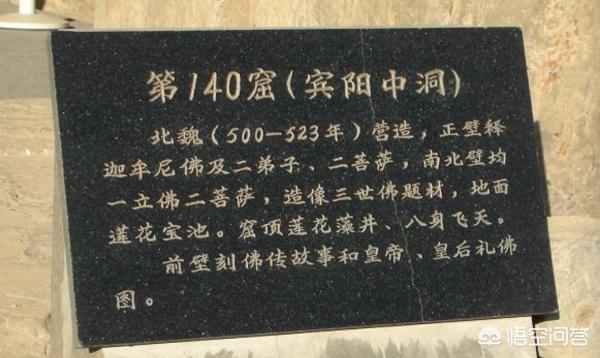 第140窟(宾阳中洞)
北魏(500-523年)营造，正壁释
迦牟尼佛及二弟子、二菩萨，南北壁均
一立佛二菩萨，造像三世佛题材，地面
莲花宝池。窟顶莲花藻井、八身飞天。
前壁刻佛传故事和皇帝、皇后礼佛
图。
悟空问答